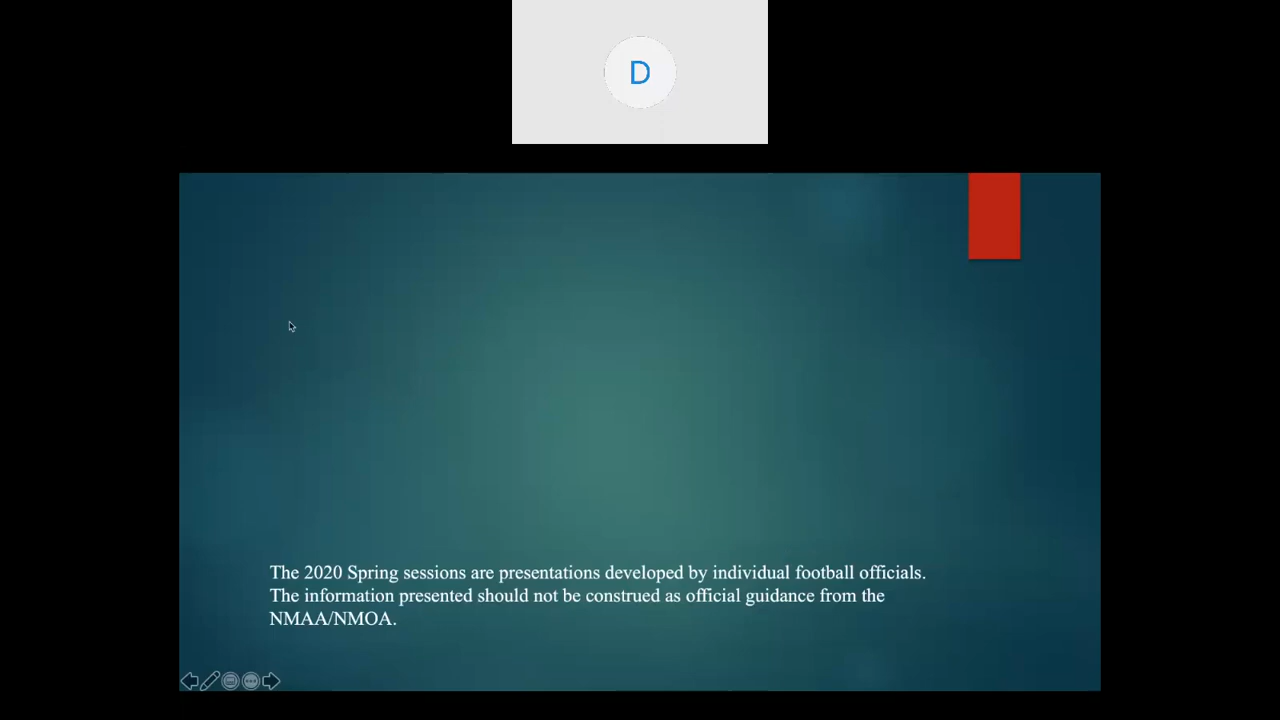 D
The 2020 Spring sessions are presentations developed by individual football officials.
The information presented should not be construed as official guidance from the
NMAA/NMOA.